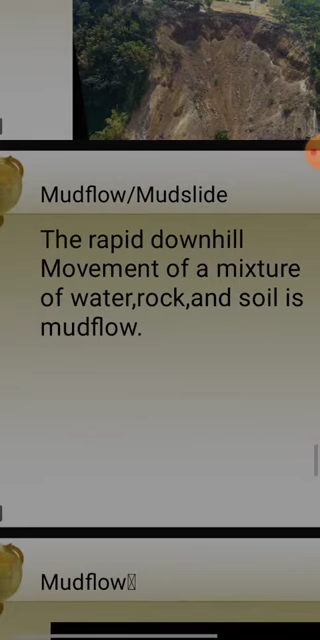 Mudflow/Mudslide
The rapid downhill
Movement of a mixture
of water,rock,and soil is
mudflow.
Mudflow